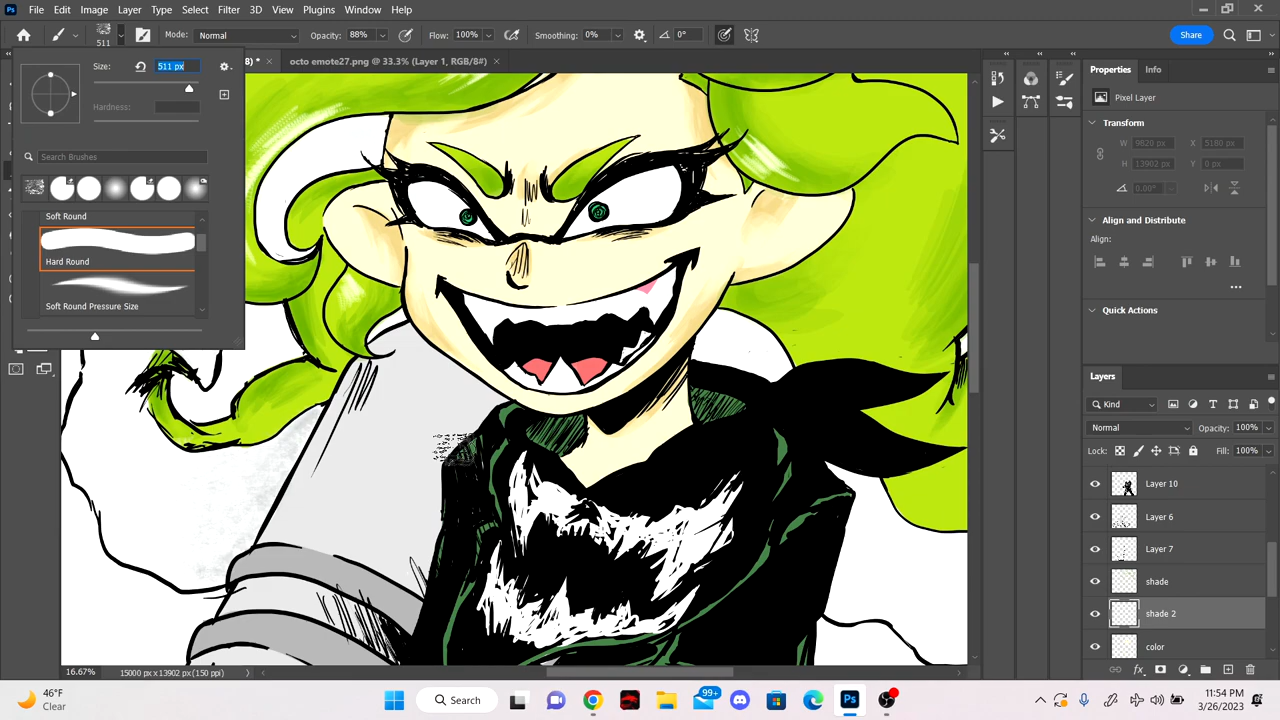 Ps File Edit Image Layer Type Select Filter 3D View Plugins Window Help
511 Mode: Normal Opacity: 88% Flow: 100% Smoothing: 0% 0° Share
8) * × octo emote27.png @ 33.3% (Layer 1, RGB/8#) ×
Size: 511 px
Hardness:
Search Brushes
Soft Round
Hard Round
Soft Round Pressure Size
Properties Info
Pixel Layer
Transform
W 9820 px X 5180 px
H 13902 px Y 0 px
0.00°
Align and Distribute
Align:
Quick Actions
Layers
Kind
Normal Opacity: 100%
Lock: Fill: 100%
Layer 10
Layer 6
Layer 7
shade
shade 2
color
16.67% 15000 px x 13902 px (150 ppi)
46°F
Clear
Search
99+
Ps
11:54 PM
3/26/2023